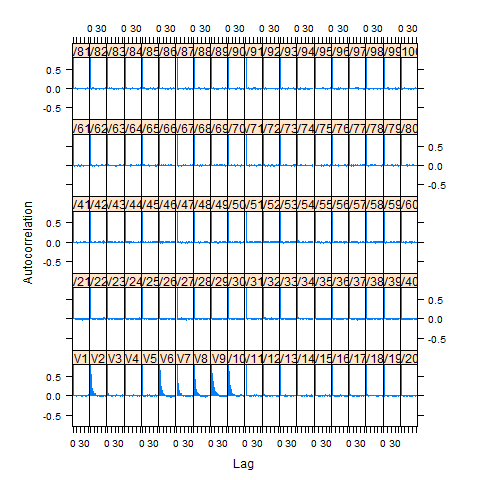 0 30 0 30 0 30 0 30 0 30 0 30 0 30 0 30 0 30 0 30
/81 /82 /83 /84 /85 /86 /87 /88 /89 /90 /91 /92 /93 /94 /95 /96 /97 /98 /99 100
0.5
0.0
-0.5
/61 /62 /63 /64 /65 /66 /67 /68 /69 /70 /71 /72 /73 /74 /75 /76 /77 /78 /79 /80
0.5
0.0
-0.5
/41 /42 /43 /44 /45 /46 /47 /48 /49 /50 /51 /52 /53 /54 /55 /56 /57 /58 /59 /60
0.5
0.0
-0.5
/21 /22 /23 /24 /25 /26 /27 /28 /29 /30 /31 /32 /33 /34 /35 /36 /37 /38 /39 /40
0.5
0.0
-0.5
V1 V2 V3 V4 V5 V6 V7 V8 V9 /10 /11 /12 /13 /14 /15 /16 /17 /18 /19 /20
0.5
0.0
-0.5
0 30 0 30 0 30 0 30 0 30 0 30 0 30 0 30 0 30 0 30
Autocorrelation
Lag